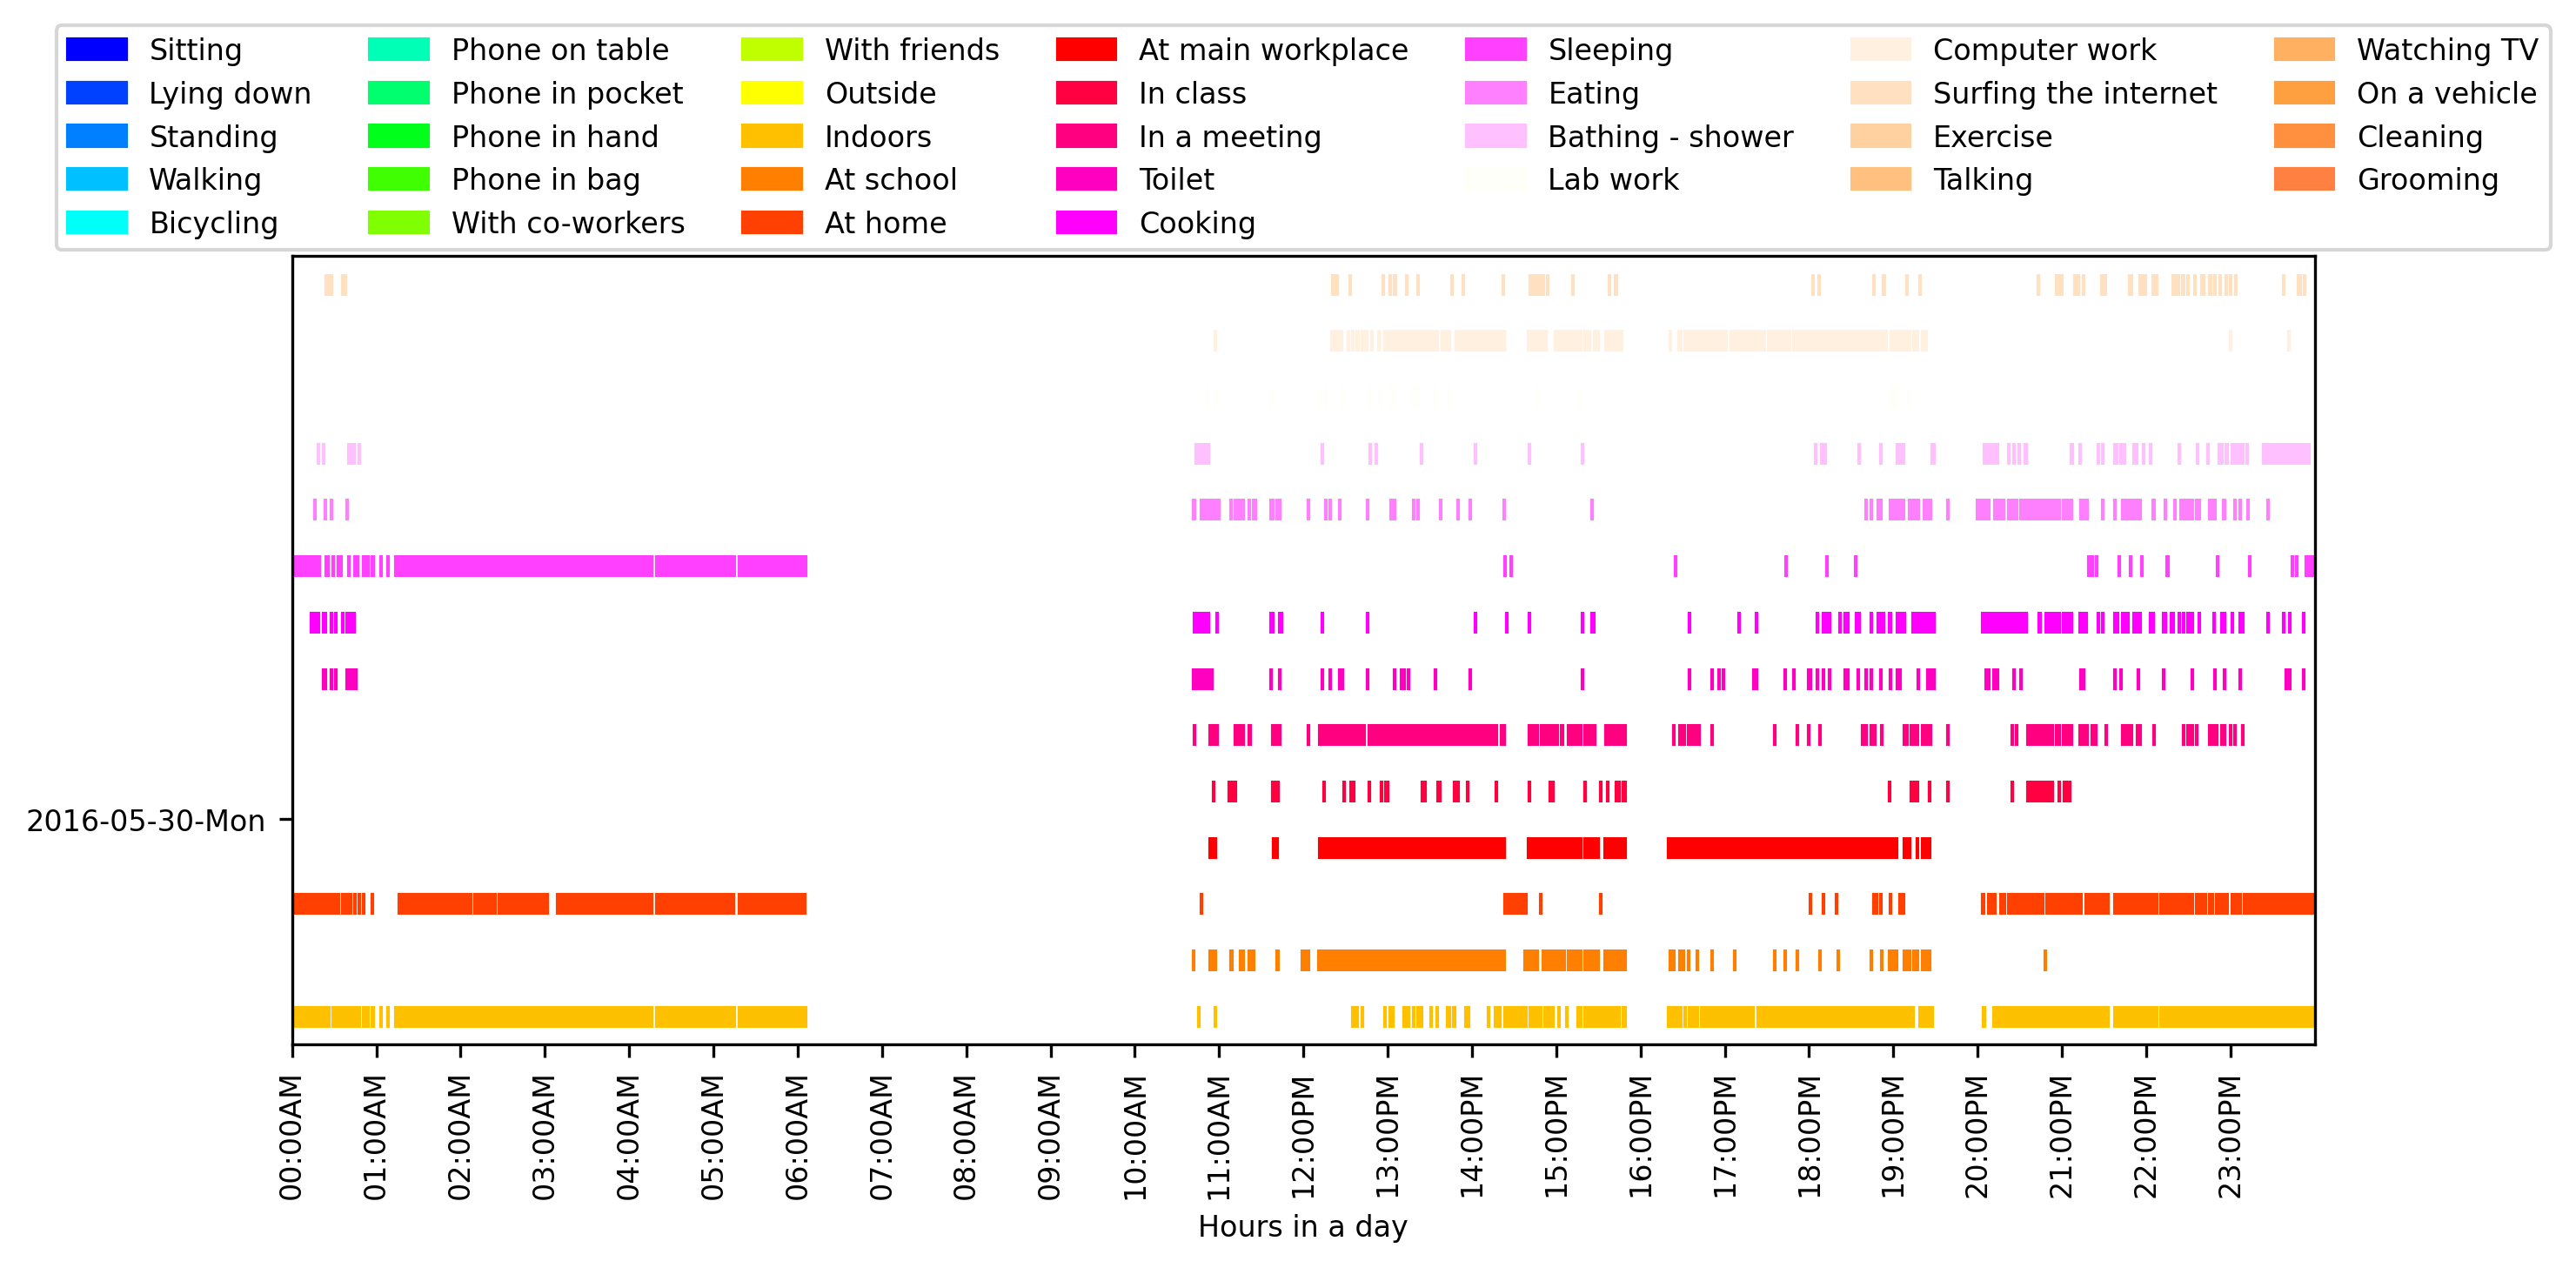 Sitting
Lying down
Standing
Walking
Bicycling
Phone on table
Phone in pocket
Phone in hand
Phone in bag
With co-workers
With friends
Outside
Indoors
At school
At home
At main workplace
In class
In a meeting
Toilet
Cooking
Sleeping
Eating
Bathing - shower
Lab work
Computer work
Surfing the internet
Exercise
Talking
Watching TV
On a vehicle
Cleaning
Grooming
2016-05-30-Mon
00:00AM
01:00AM
02:00AM
03:00AM
04:00AM
05:00AM
06:00AM
07:00AM
08:00AM
09:00AM
10:00AM
11:00AM
12:00PM
13:00PM
14:00PM
15:00PM
16:00PM
17:00PM
18:00PM
19:00PM
20:00PM
21:00PM
22:00PM
23:00PM
Hours in a day